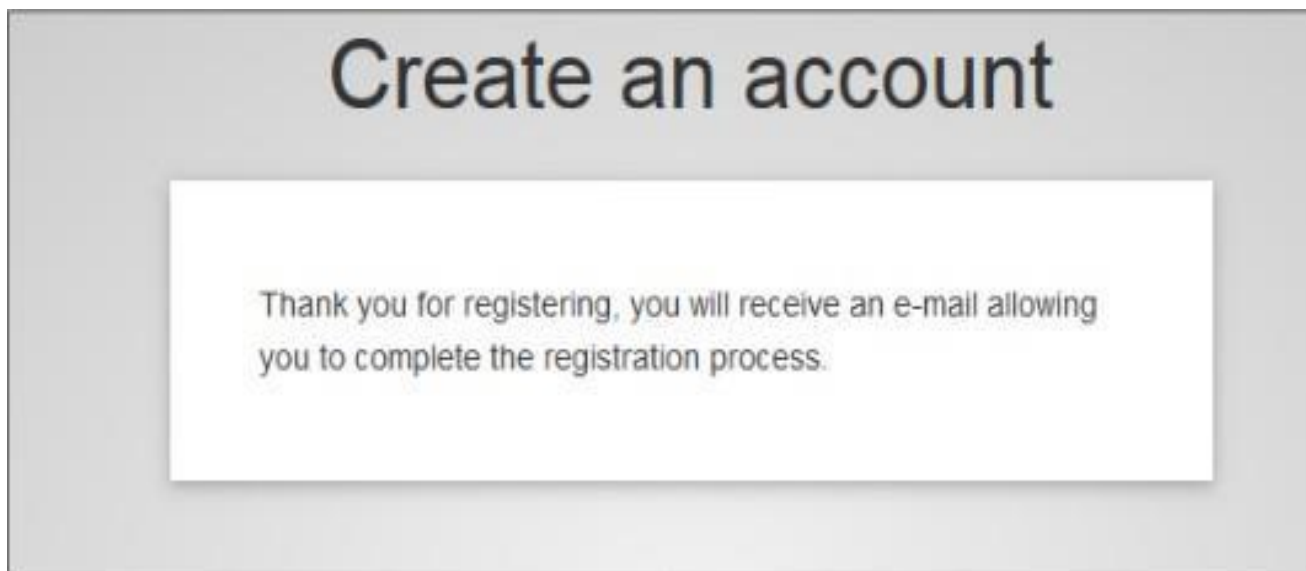 Create an account
Thank you for registering, you will receive an e-mail allowing
you to complete the registration process.